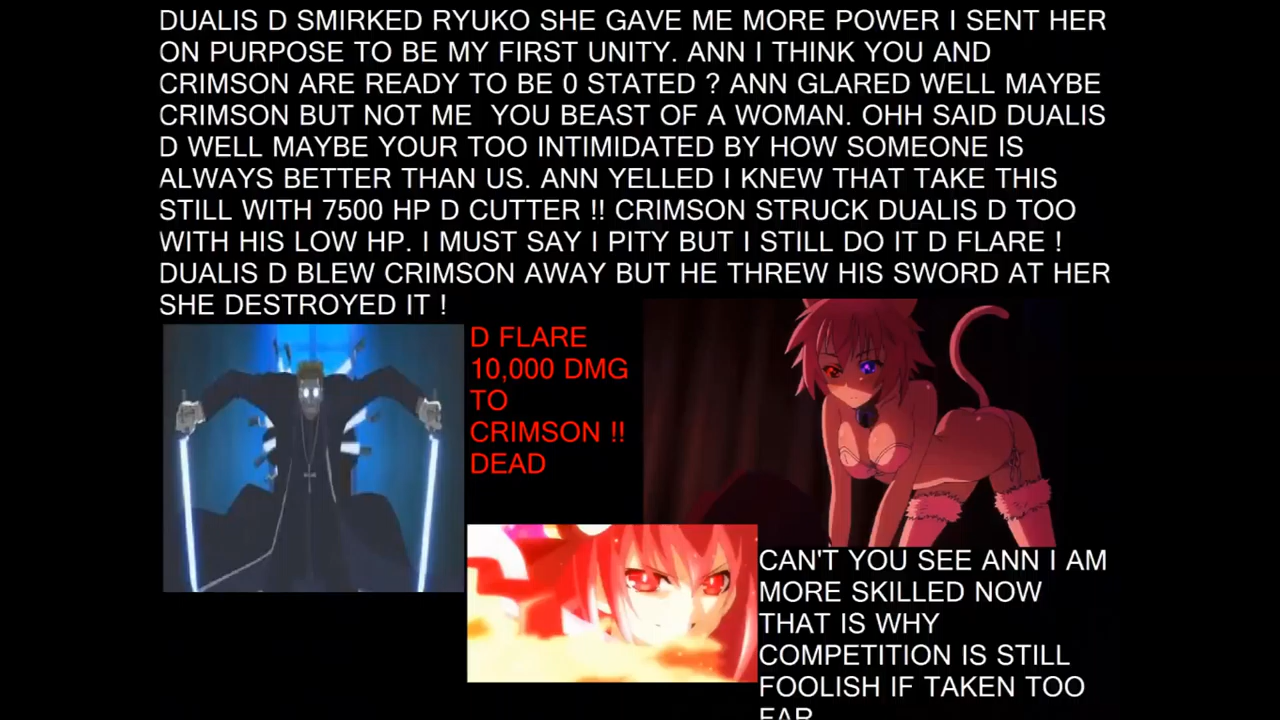 DUALIS D SMIRKED RYUKO SHE GAVE ME MORE POWER I SENT HER
ON PURPOSE TO BE MY FIRST UNITY. ANN I THINK YOU AND
CRIMSON ARE READY TO BE 0 STATED ? ANN GLARED WELL MAYBE
CRIMSON BUT NOT ME YOU BEAST OF A WOMAN. OHH SAID DUALIS
D WELL MAYBE YOUR TOO INTIMIDATED BY HOW SOMEONE IS
ALWAYS BETTER THAN US. ANN YELLED I KNEW THAT TAKE THIS
STILL WITH 7500 HP D CUTTER !! CRIMSON STRUCK DUALIS D TOO
WITH HIS LOW HP. I MUST SAY I PITY BUT I STILL DO IT D FLARE !
DUALIS D BLEW CRIMSON AWAY BUT HE THREW HIS SWORD AT HER
SHE DESTROYED IT !
D FLARE
10,000 DMG
TO
CRIMSON !!
DEAD
CAN'T YOU SEE ANN I AM
MORE SKILLED NOW
THAT IS WHY
COMPETITION IS STILL
FOOLISH IF TAKEN TOO
FAR